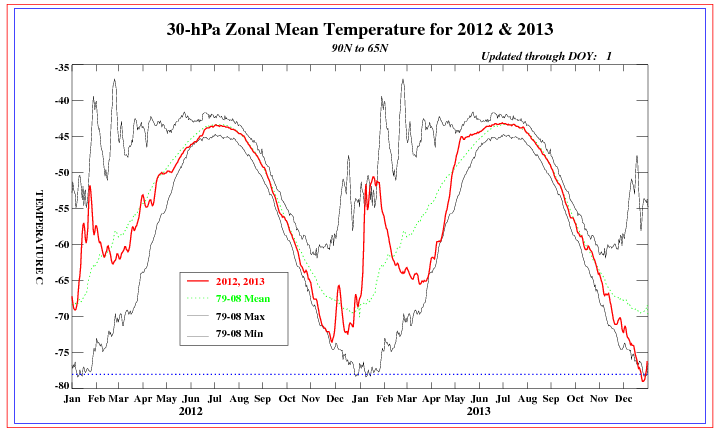 30-hPa Zonal Mean Temperature for 2012 & 2013
90N to 65N
Updated through DOY: 1
-35
-40
-45
-50
-55
-60
-65
-70
-75
-80
TEMPERATURE C
2012, 2013
79-08 Mean
79-08 Max
79-08 Min
Jan Feb Mar Apr May Jun Jul Aug Sep Oct Nov Dec Jan Feb Mar Apr May Jun Jul Aug Sep Oct Nov Dec
2012 2013